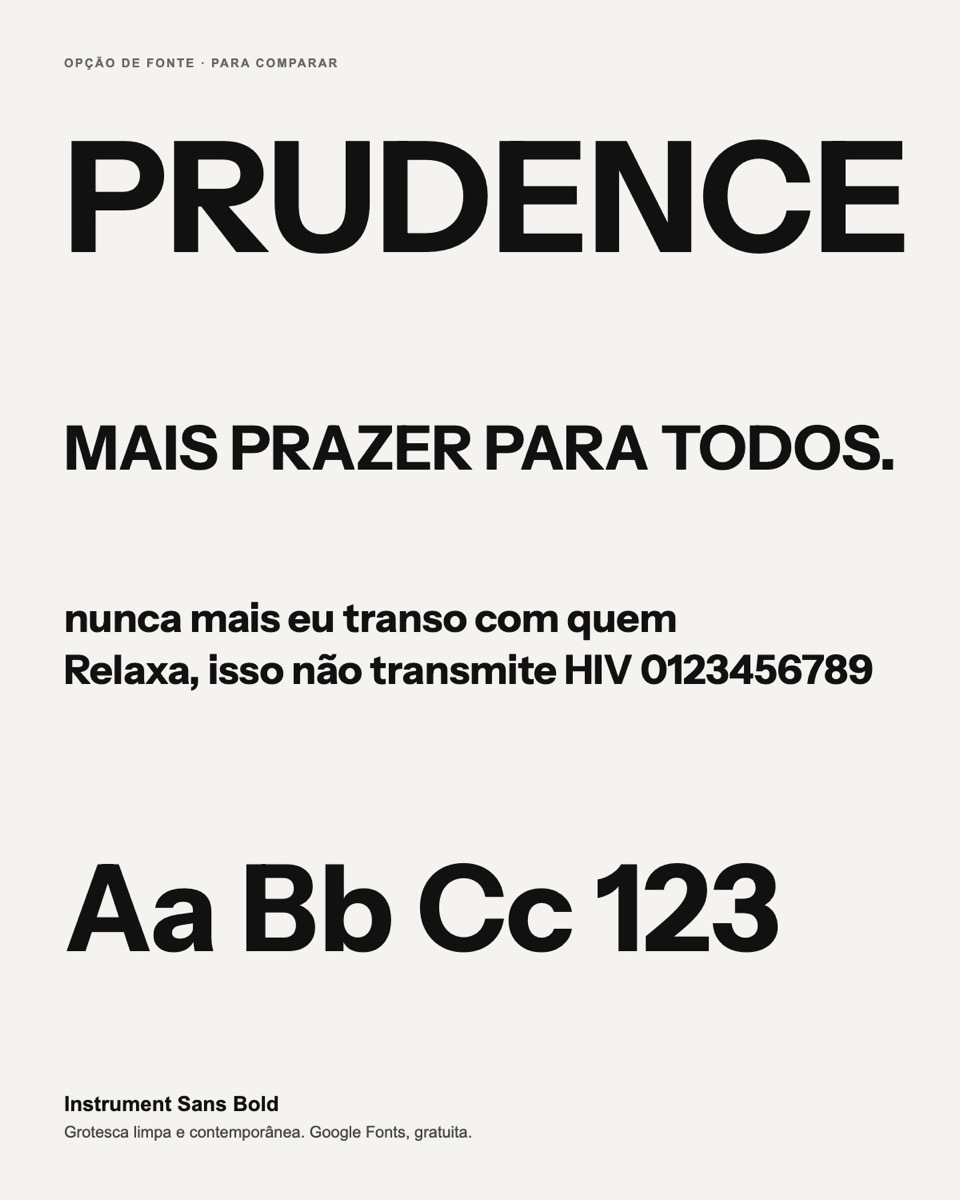 OPÇÃO DE FONTE · PARA COMPARAR
PRUDENCE
MAIS PRAZER PARA TODOS.
nunca mais eu transo com quem
Relaxa, isso não transmite HIV 0123456789
Aa Bb Cc 123
Instrument Sans Bold
Grotesca limpa e contemporânea. Google Fonts, gratuita.